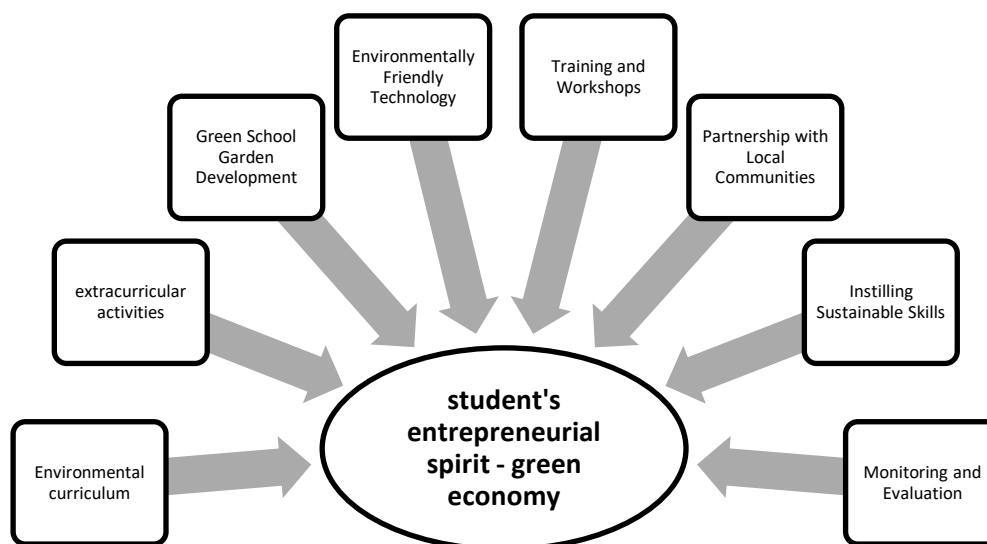 Environmentally
Friendly
Technology
Training and
Workshops
Green School
Garden
Development
Partnership with
Local
Communities
extracurricular
activities
Instilling
Sustainable Skills
student's
entrepreneurial
spirit - green
economy
Environmental
curriculum
Monitoring and
Evaluation